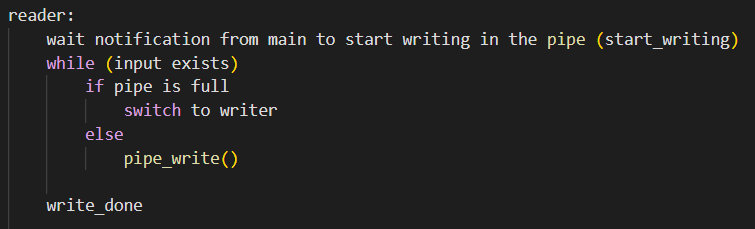 reader:
    wait notification from main to start writing in the pipe (start_writing)
    while (input exists)
        if pipe is full
            switch to writer
        else
            pipe_write()
    write_done